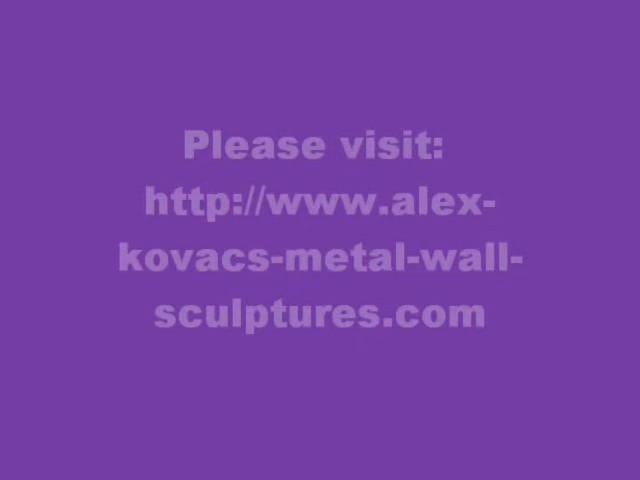 Please visit:
http://www.alex-
kovacs-metal-wall-
sculptures.com